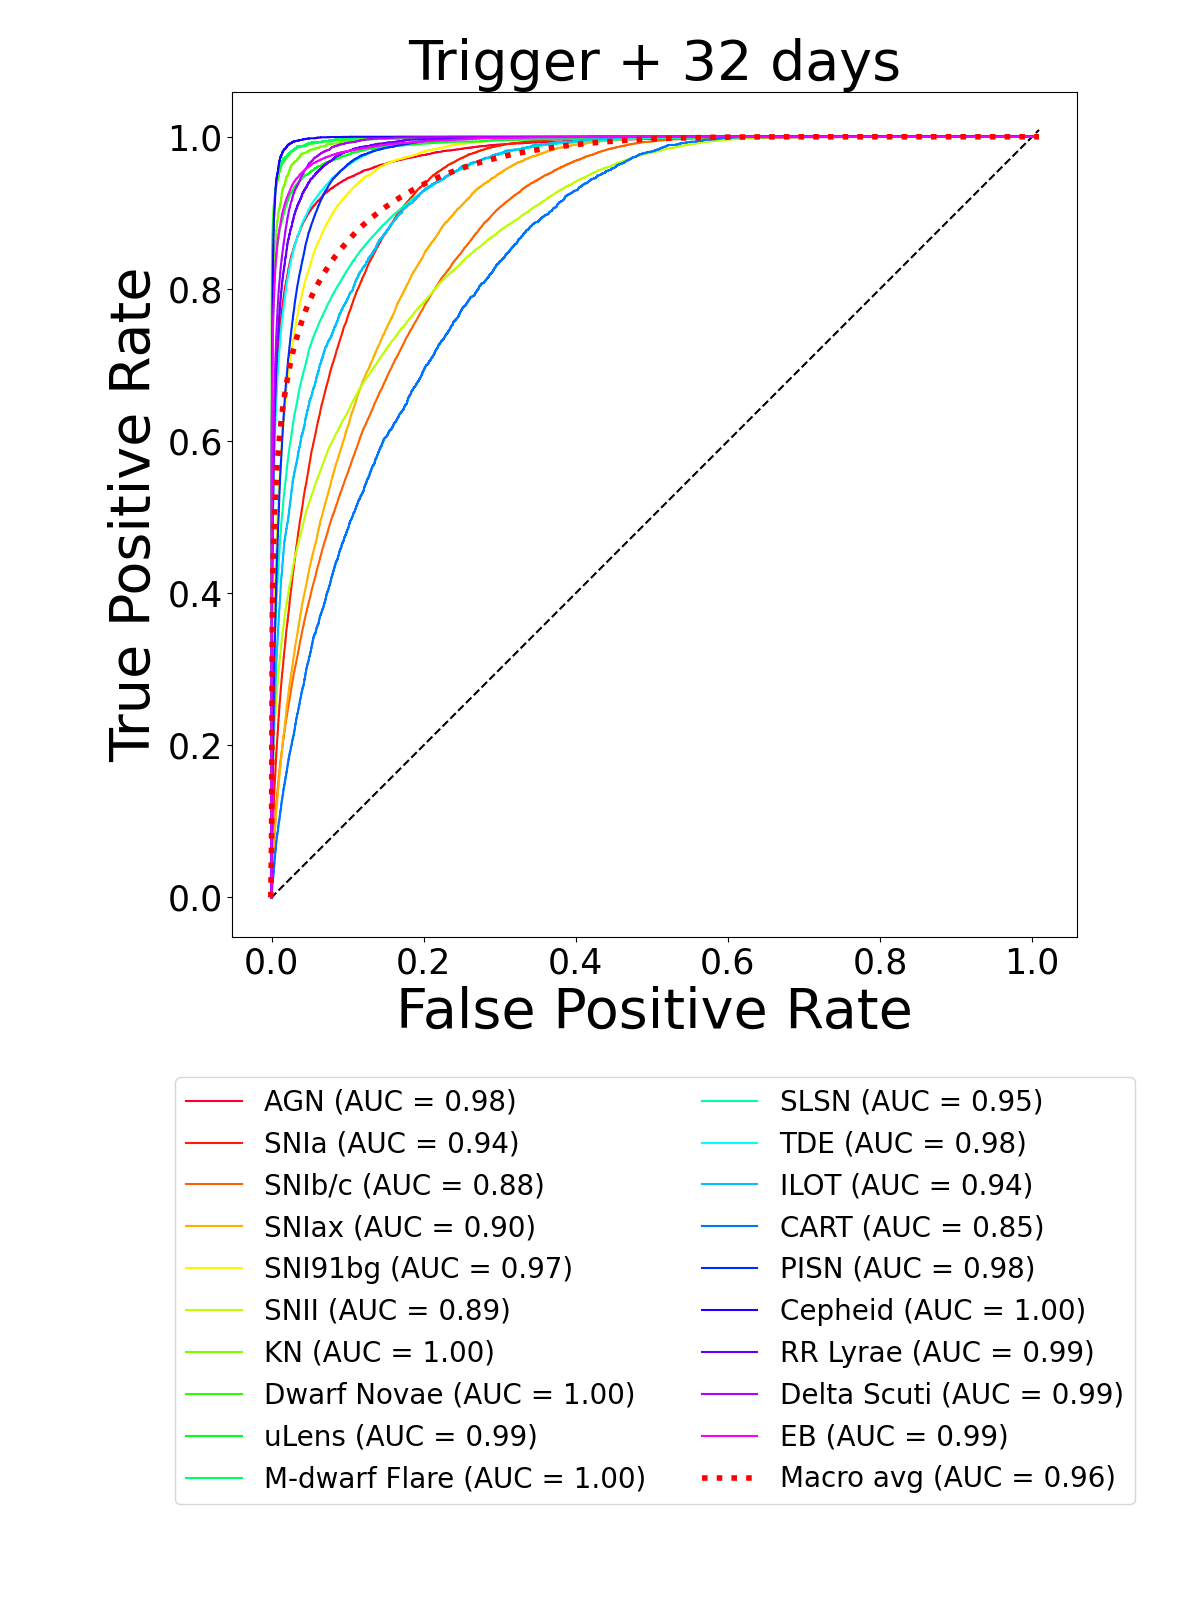 Trigger + 32 days
True Positive Rate
1.0
0.8
0.6
0.4
0.2
0.0
0.0 0.2 0.4 0.6 0.8 1.0
False Positive Rate
AGN (AUC = 0.98)
SNIa (AUC = 0.94)
SNIb/c (AUC = 0.88)
SNIax (AUC = 0.90)
SNI91bg (AUC = 0.97)
SNII (AUC = 0.89)
KN (AUC = 1.00)
Dwarf Novae (AUC = 1.00)
uLens (AUC = 0.99)
M-dwarf Flare (AUC = 1.00)
SLSN (AUC = 0.95)
TDE (AUC = 0.98)
ILOT (AUC = 0.94)
CART (AUC = 0.85)
PISN (AUC = 0.98)
Cepheid (AUC = 1.00)
RR Lyrae (AUC = 0.99)
Delta Scuti (AUC = 0.99)
EB (AUC = 0.99)
Macro avg (AUC = 0.96)